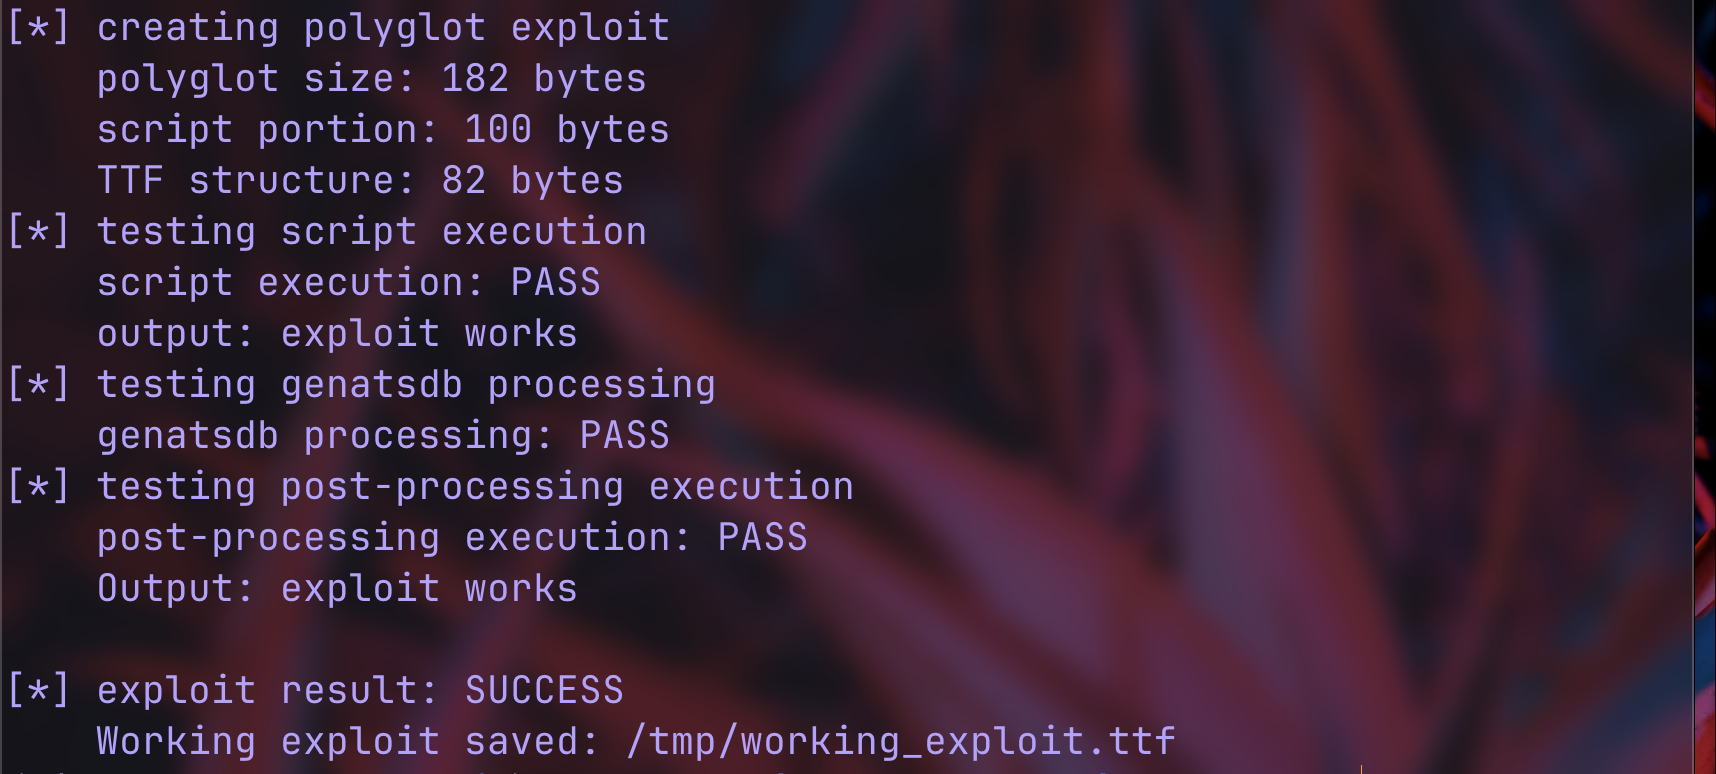 [*] creating polyglot exploit
polyglot size: 182 bytes
script portion: 100 bytes
TTF structure: 82 bytes
[*] testing script execution
script execution: PASS
output: exploit works
[*] testing genatsdb processing
genatsdb processing: PASS
[*] testing post-processing execution
post-processing execution: PASS
Output: exploit works
[*] exploit result: SUCCESS
Working exploit saved: /tmp/working_exploit.ttf